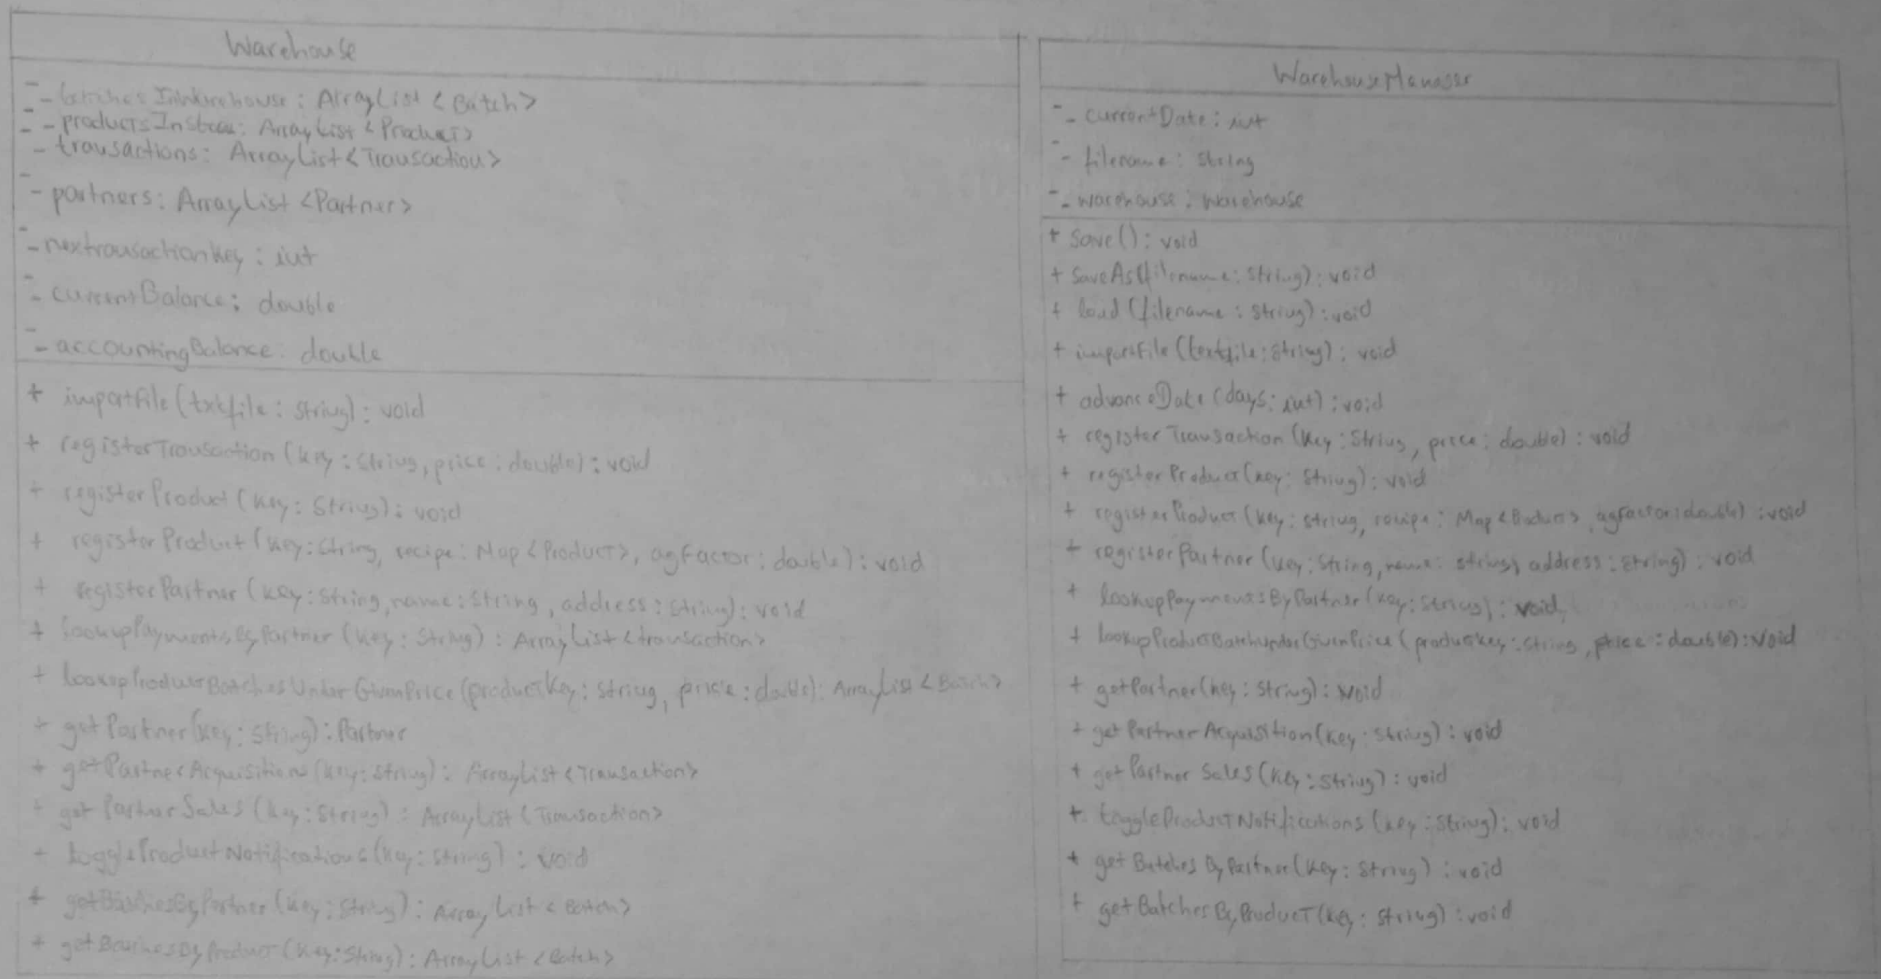 Warehouse
- batchesInWarehouse: ArrayList <Batch>
- productsInStock: ArrayList <Product>
- transactions: ArrayList <Transaction>
- partners: ArrayList <Partner>
- nextransactionKey : int
- currentBalance: double
- accountingBalance: double
+ importFile (txtfile: String): void
+ registerTransaction (key: String, price: double): void
+ registerProduct (key: String): void
+ registerProduct (key: String, recipe: Map <Product>, agFactor: double): void
+ registerPartner (key: String, name: String, address: String): void
+ lookupPaymentsByPartner (key: String): ArrayList <transaction>
+ lookupProductBatchesUnderGivenPrice (productKey: String, price: double): ArrayList <Batch>
+ getPartner (key: String): Partner
+ getPartnerAcquisition (key: String): ArrayList <Transaction>
+ getPartnerSales (key: String): ArrayList <Transaction>
+ toggleProductNotifications (key: String): void
+ getBatchesByPartner (key: String): ArrayList <Batch>
+ getBatchesByProduct (key: String): ArrayList <Batch>
WarehouseManager
- currentDate: int
- filename: String
- warehouse: Warehouse
+ save(): void
+ saveAs (filename: String): void
+ load (filename: String): void
+ importFile (textfile: String): void
+ advanceDate (days: int): void
+ registerTransaction (key: String, price: double): void
+ registerProduct (key: String): void
+ registerProduct (key: String, recipe: Map <Product>, agFactor: double): void
+ registerPartner (key: String, name: String, address: String): void
+ lookupPaymentsByPartner (key: String): void
+ lookupProductBatchUnderGivenPrice (productKey: String, price: double): void
+ getPartner (key: String): void
+ getPartnerAcquisition (key: String): void
+ getPartnerSales (key: String): void
+ toggleProductNotifications (key: String): void
+ getBatchesByPartner (key: String): void
+ getBatchesByProduct (key: String): void